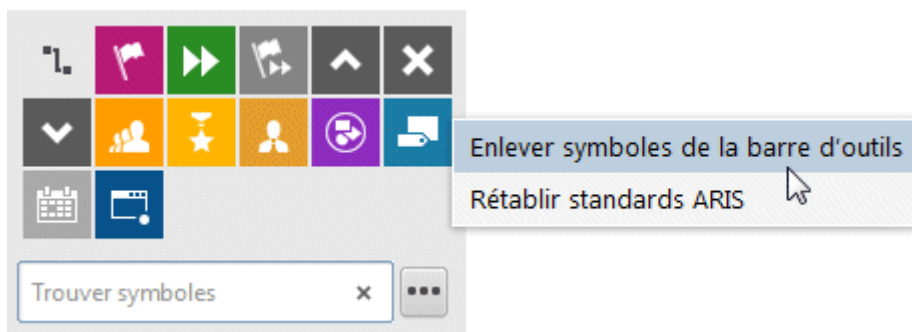 Enlever symboles de la barre d'outils
Rétablir standards ARIS
Trouver symboles